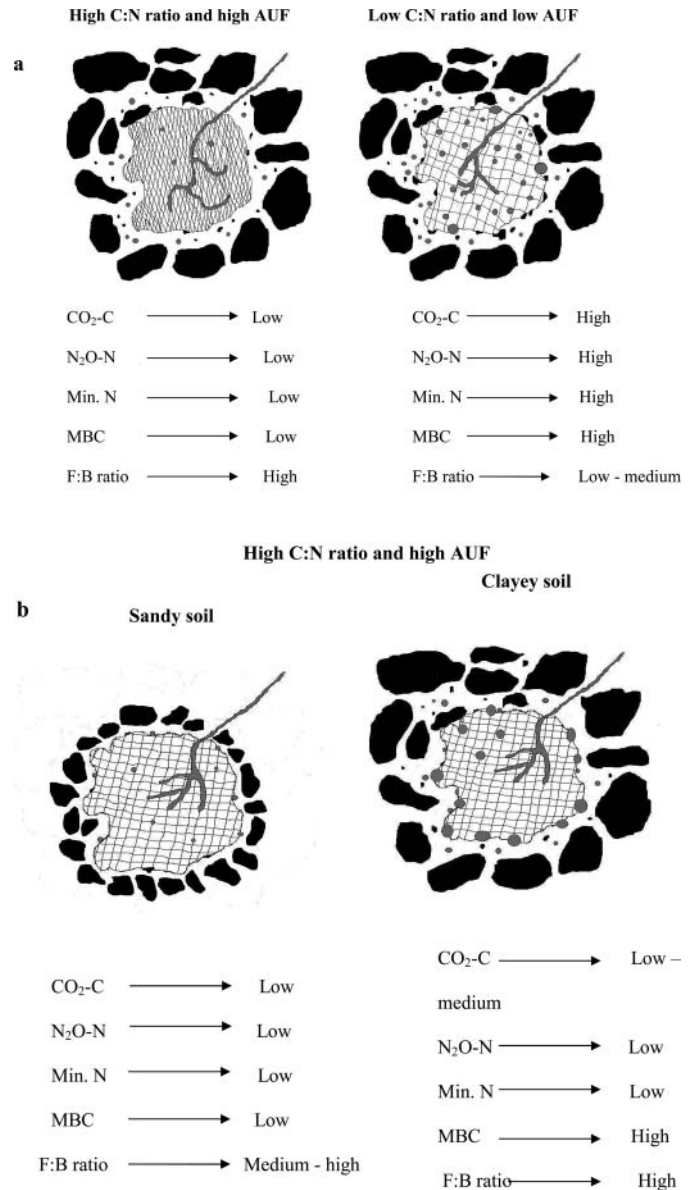 High C:N ratio and high AUF
Low C:N ratio and low AUF
a
CO₂-C Low
N₂O-N Low
Min. N Low
MBC Low
F:B ratio High
CO₂-C High
N₂O-N High
Min. N High
MBC High
F:B ratio Low - medium
High C:N ratio and high AUF
b
Sandy soil
Clayey soil
CO₂-C Low
N₂O-N Low
Min. N Low
MBC Low
F:B ratio Medium - high
CO₂-C Low –
medium
N₂O-N Low
Min. N Low
MBC High
F:B ratio High